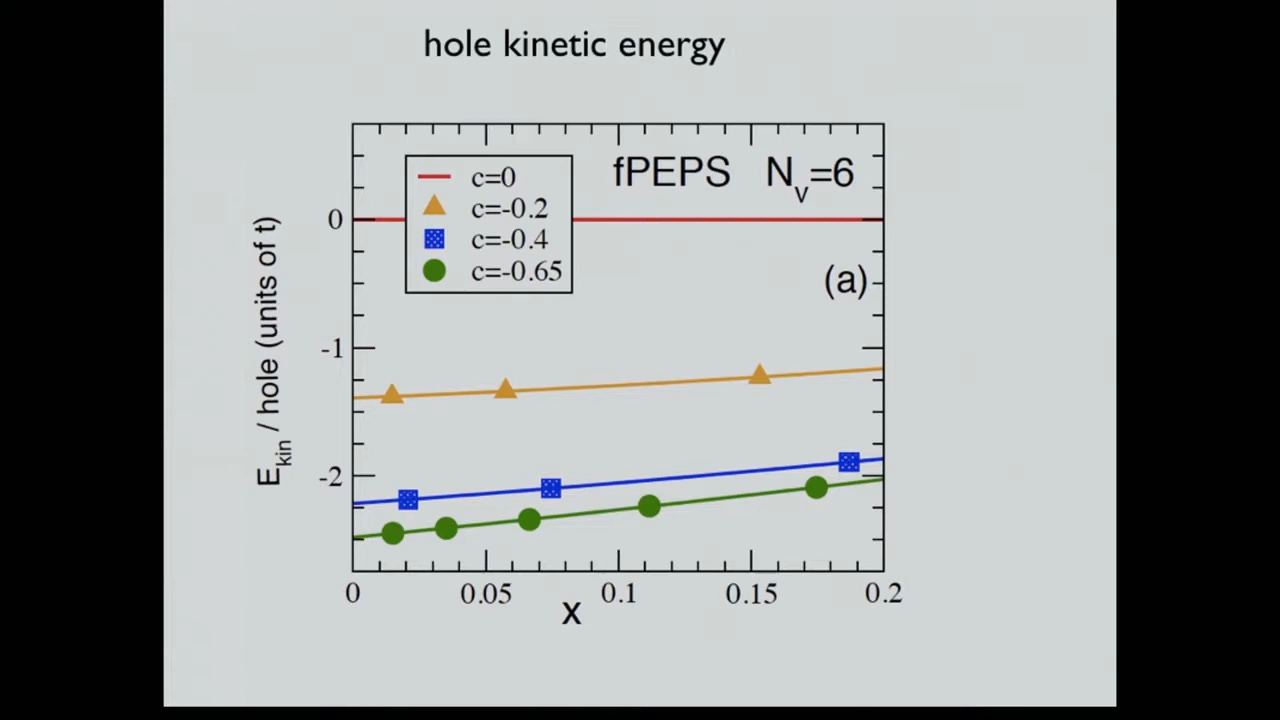 hole kinetic energy
fPEPS N_v=6
c=0
c=-0.2
c=-0.4
c=-0.65
(a)
0
-1
-2
E_kin / hole (units of t)
0 0.05 0.1 0.15 0.2
x